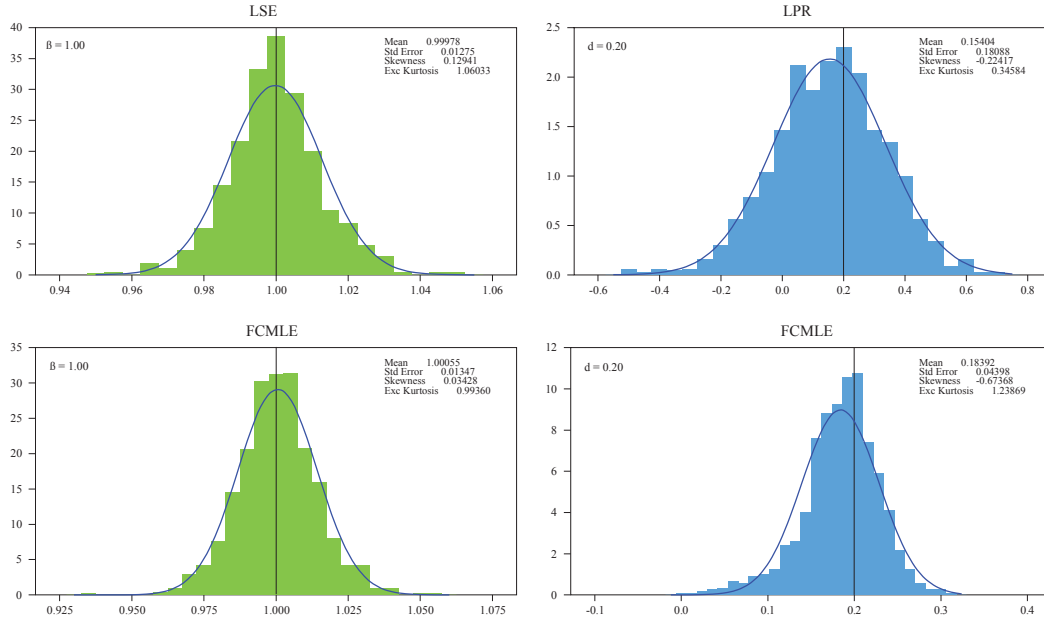 LSE
40
35
30
25
20
15
10
5
0
ß = 1.00
Mean 0.99978
Std Error 0.01275
Skewness 0.12941
Exc Kurtosis 1.06033
0.94 0.96 0.98 1.00 1.02 1.04 1.06
LPR
2.5
2.0
1.5
1.0
0.5
0.0
d = 0.20
Mean 0.15404
Std Error 0.18088
Skewness -0.22417
Exc Kurtosis 0.34584
-0.6 -0.4 -0.2 0.0 0.2 0.4 0.6 0.8
FCMLE
35
30
25
20
15
10
5
0
ß = 1.00
Mean 1.00055
Std Error 0.01347
Skewness 0.03428
Exc Kurtosis 0.99360
0.925 0.950 0.975 1.000 1.025 1.050 1.075
FCMLE
12
10
8
6
4
2
0
d = 0.20
Mean 0.18392
Std Error 0.04398
Skewness -0.67368
Exc Kurtosis 1.23869
-0.1 0.0 0.1 0.2 0.3 0.4